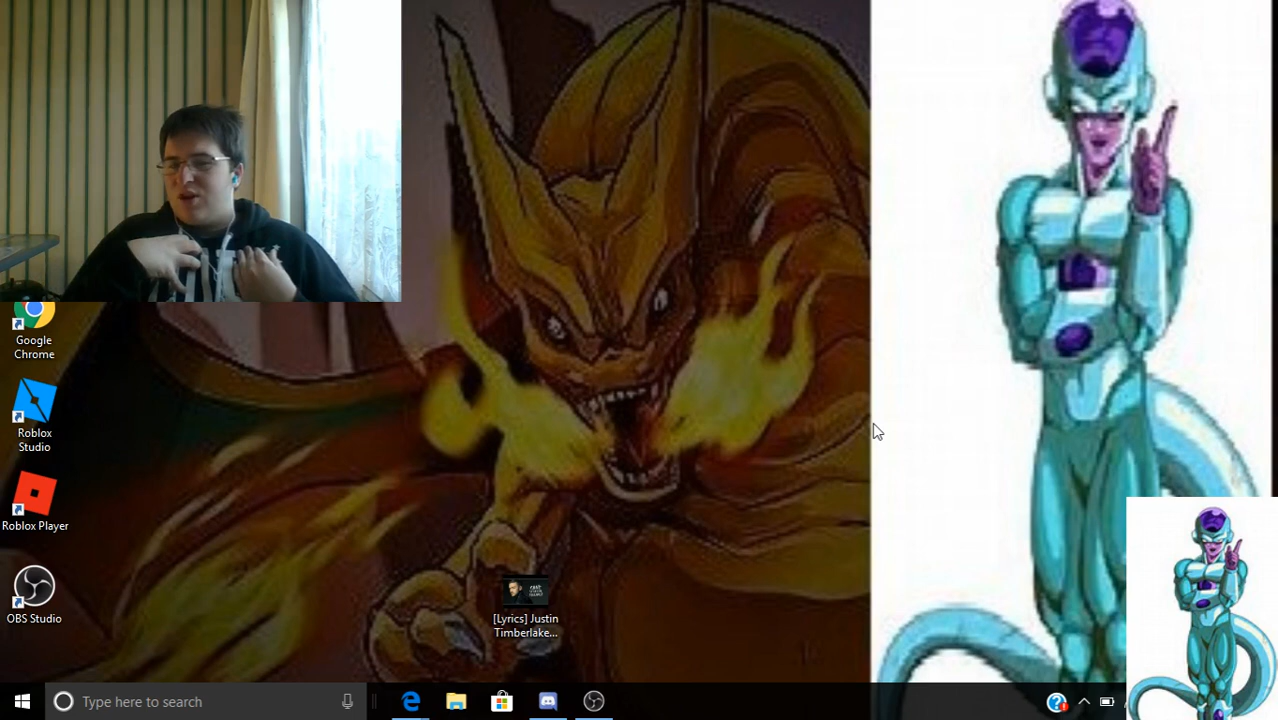 Google
Chrome
Roblox
Studio
Roblox Player
OBS Studio
[Lyrics] Justin
Timberlake...
Type here to search